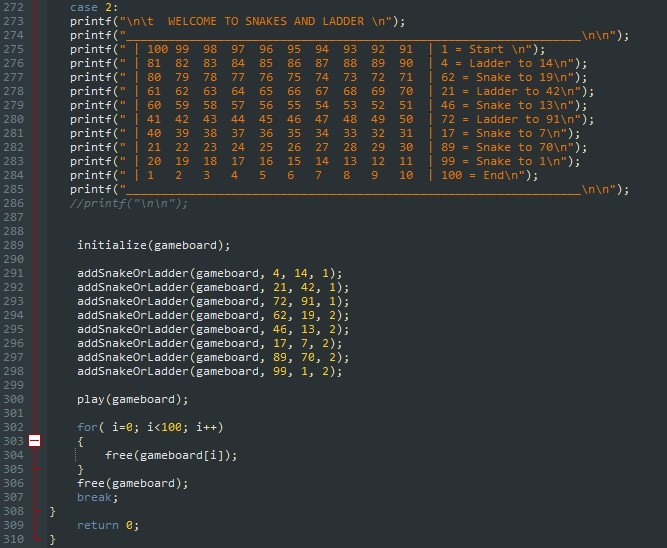 272 case 2:
273 printf("\n\t  WELCOME TO SNAKES AND LADDER \n");
274 printf("_________________________________________________________________\n\n");
275 printf(" | 100 99  98  97  96  95  94  93  92  91  | 1 = Start \n");
276 printf(" | 81  82  83  84  85  86  87  88  89  90  | 4 = Ladder to 14\n");
277 printf(" | 80  79  78  77  76  75  74  73  72  71  | 62 = Snake to 19\n");
278 printf(" | 61  62  63  64  65  66  67  68  69  70  | 21 = Ladder to 42\n");
279 printf(" | 60  59  58  57  56  55  54  53  52  51  | 46 = Snake to 13\n");
280 printf(" | 41  42  43  44  45  46  47  48  49  50  | 72 = Ladder to 91\n");
281 printf(" | 40  39  38  37  36  35  34  33  32  31  | 17 = Snake to 7\n");
282 printf(" | 21  22  23  24  25  26  27  28  29  30  | 89 = Snake to 70\n");
283 printf(" | 20  19  18  17  16  15  14  13  12  11  | 99 = Snake to 1\n");
284 printf(" | 1   2   3   4   5   6   7   8   9   10  | 100 = End\n");
285 printf("_________________________________________________________________\n\n");
286 //printf("\n\n");
287
288
289 initialize(gameboard);
290
291 addSnakeOrLadder(gameboard, 4, 14, 1);
292 addSnakeOrLadder(gameboard, 21, 42, 1);
293 addSnakeOrLadder(gameboard, 72, 91, 1);
294 addSnakeOrLadder(gameboard, 62, 19, 2);
295 addSnakeOrLadder(gameboard, 46, 13, 2);
296 addSnakeOrLadder(gameboard, 17, 7, 2);
297 addSnakeOrLadder(gameboard, 89, 70, 2);
298 addSnakeOrLadder(gameboard, 99, 1, 2);
299
300 play(gameboard);
301
302 for( i=0; i<100; i++)
303 {
304 free(gameboard[i]);
305 }
306 free(gameboard);
307 break;
308 }
309 return 0;
310 }